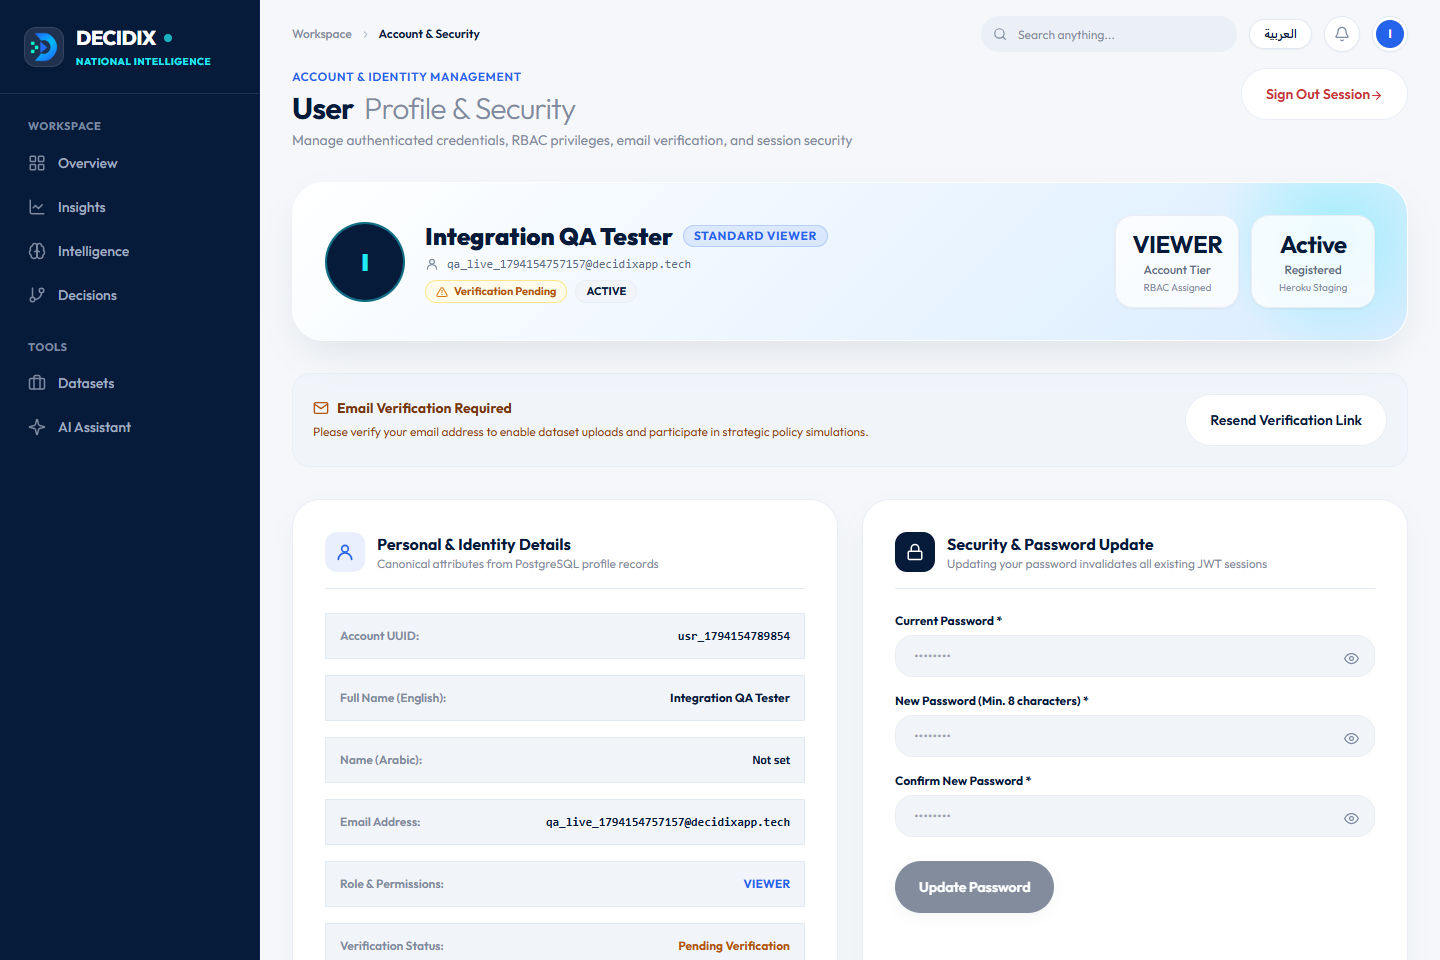 DECIDIX
NATIONAL INTELLIGENCE
WORKSPACE
Overview
Insights
Intelligence
Decisions
TOOLS
Datasets
AI Assistant
Workspace > Account & Security
Search anything...
العربية
I
ACCOUNT & IDENTITY MANAGEMENT
User Profile & Security
Manage authenticated credentials, RBAC privileges, email verification, and session security
Sign Out Session→
I
Integration QA Tester STANDARD VIEWER
qa_live_1794154757157@decidixapp.tech
Verification Pending ACTIVE
VIEWER
Account Tier
RBAC Assigned
Active
Registered
Heroku Staging
Email Verification Required
Please verify your email address to enable dataset uploads and participate in strategic policy simulations.
Resend Verification Link
Personal & Identity Details
Canonical attributes from PostgreSQL profile records
Account UUID: usr_1794154789854
Full Name (English): Integration QA Tester
Name (Arabic): Not set
Email Address: qa_live_1794154757157@decidixapp.tech
Role & Permissions: VIEWER
Verification Status: Pending Verification
Security & Password Update
Updating your password invalidates all existing JWT sessions
Current Password *
••••••••
New Password (Min. 8 characters) *
••••••••
Confirm New Password *
••••••••
Update Password